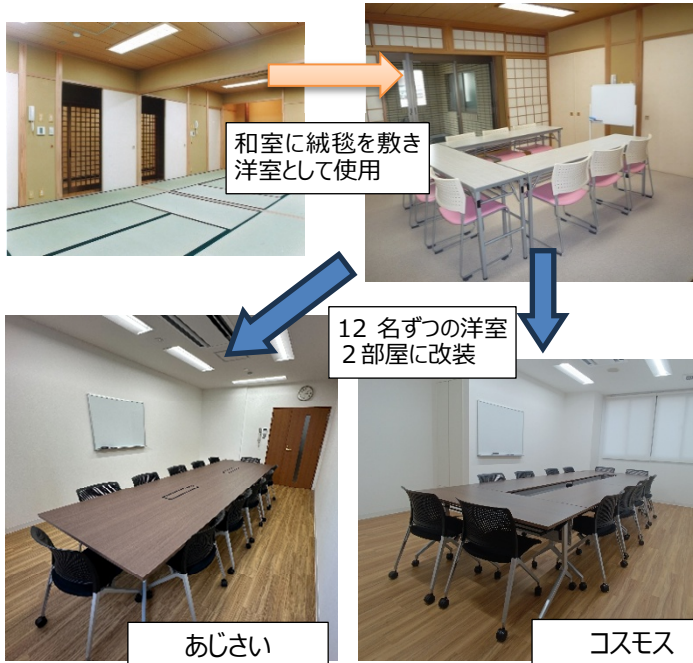 和室に絨毯を敷き
洋室として使用
12 名ずつの洋室
２部屋に改装
あじさい
コスモス